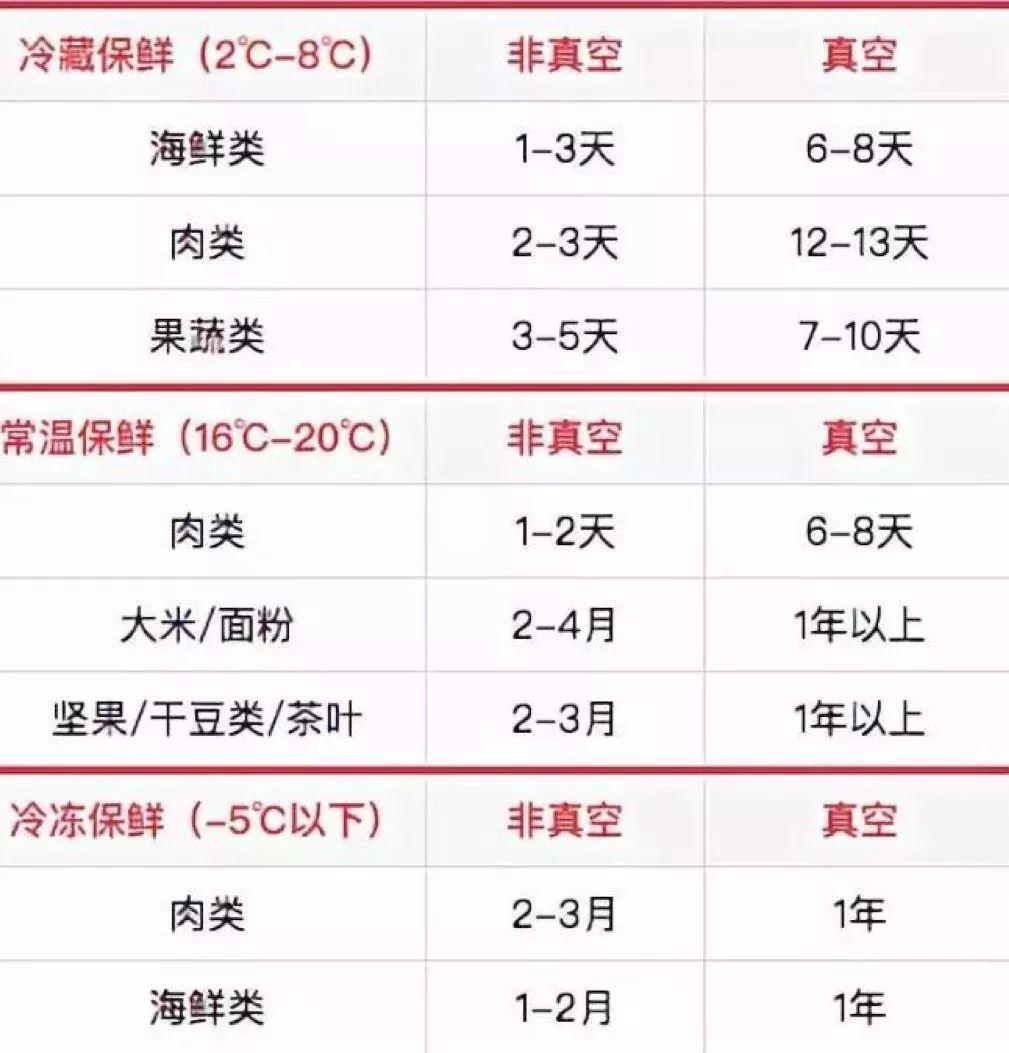 冷藏保鲜（2℃-8℃） 非真空 真空
海鲜类 1-3天 6-8天
肉类 2-3天 12-13天
果蔬类 3-5天 7-10天
常温保鲜（16℃-20℃） 非真空 真空
肉类 1-2天 6-8天
大米/面粉 2-4月 1年以上
坚果/干豆类/茶叶 2-3月 1年以上
冷冻保鲜（-5℃以下） 非真空 真空
肉类 2-3月 1年
海鲜类 1-2月 1年